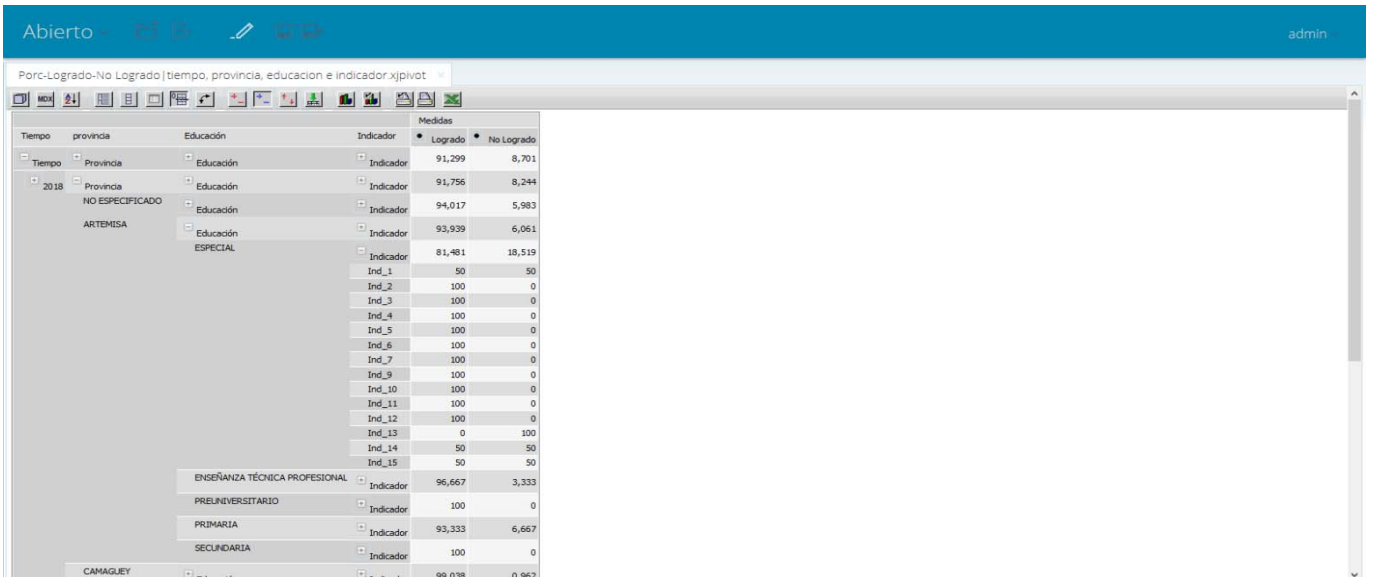 Abierto
admin
Porc-Logrado-No Logrado|tiempo, provincia, educacion e indicador.xjpivot ×
MDX
Medidas
Tiempo provincia Educación Indicador Logrado No Logrado
Tiempo Provincia Educación Indicador 91,299 8,701
2018 Provincia Educación Indicador 91,756 8,244
NO ESPECIFICADO Educación Indicador 94,017 5,983
ARTEMISA Educación Indicador 93,939 6,061
ESPECIAL Indicador 81,481 18,519
Ind_1 50 50
Ind_2 100 0
Ind_3 100 0
Ind_4 100 0
Ind_5 100 0
Ind_6 100 0
Ind_7 100 0
Ind_9 100 0
Ind_10 100 0
Ind_11 100 0
Ind_12 100 0
Ind_13 0 100
Ind_14 50 50
Ind_15 50 50
ENSEÑANZA TÉCNICA PROFESIONAL Indicador 96,667 3,333
PREUNIVERSITARIO Indicador 100 0
PRIMARIA Indicador 93,333 6,667
SECUNDARIA Indicador 100 0
CAMAGUEY 99,038 0,962